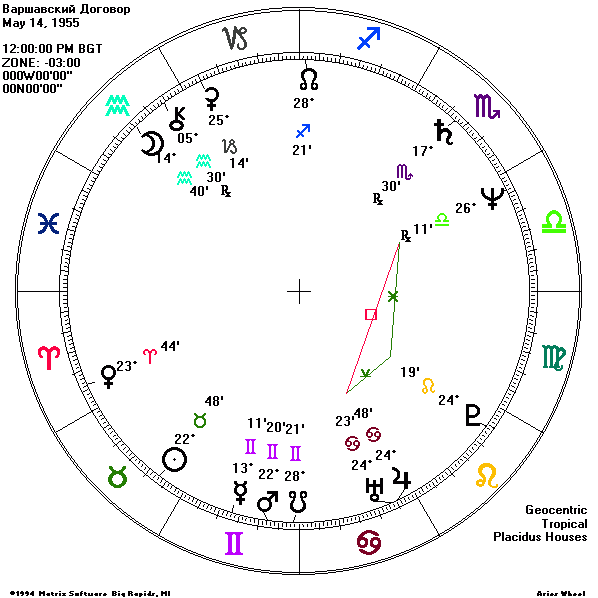 Варшавский Договор
May 14, 1955
12:00:00 PM BGT
ZONE: -03:00
000W00'00"
00N00'00"
28°
21'
25°
14'
05°
30'
14°
40'
17°
30'
26°
11'
23°
44'
22°
48'
13°
11'
22°
20'
28°
21'
24°
23'
24°
48'
24°
19'
Geocentric
Tropical
Placidus Houses
©1994 Matrix Software Big Rapids, MI
Aries Wheel